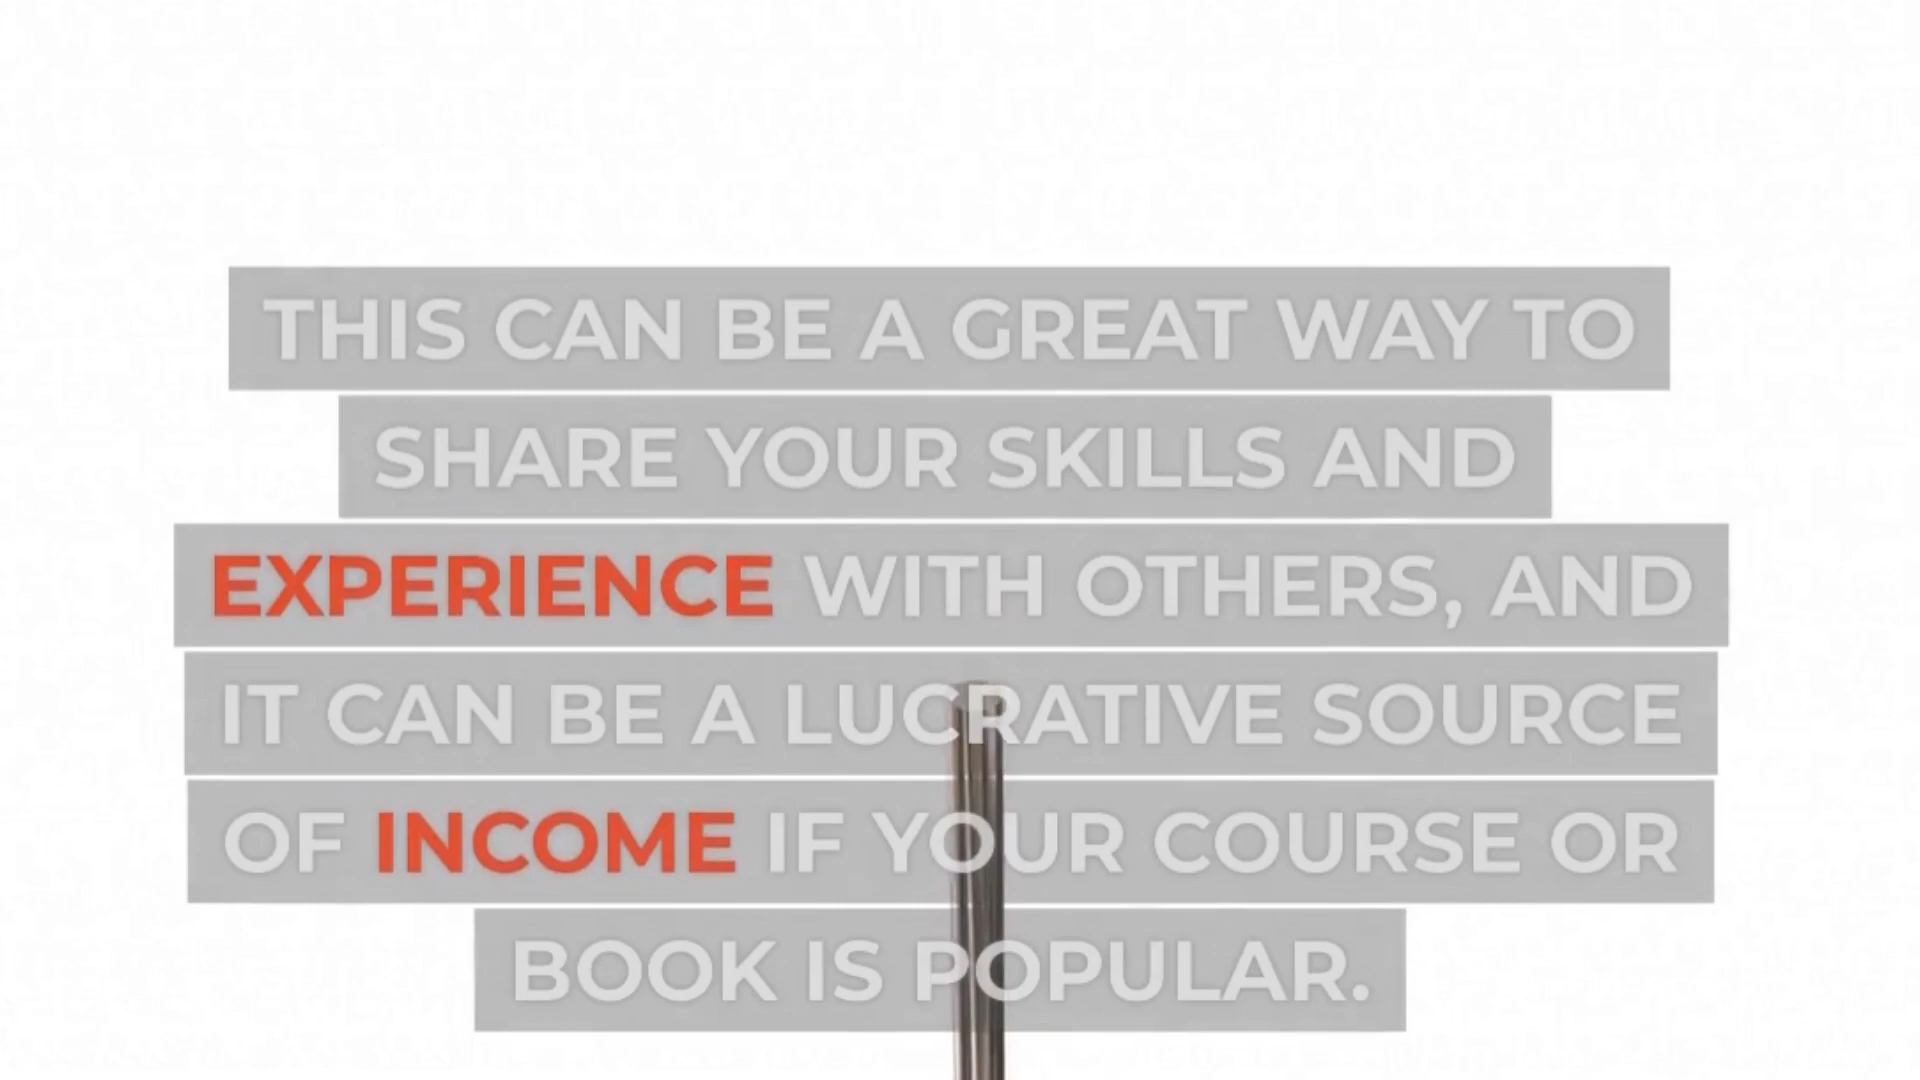 THIS CAN BE A GREAT WAY TO
SHARE YOUR SKILLS AND
EXPERIENCE WITH OTHERS, AND
IT CAN BE A LUCRATIVE SOURCE
OF INCOME IF YOUR COURSE OR
BOOK IS POPULAR.